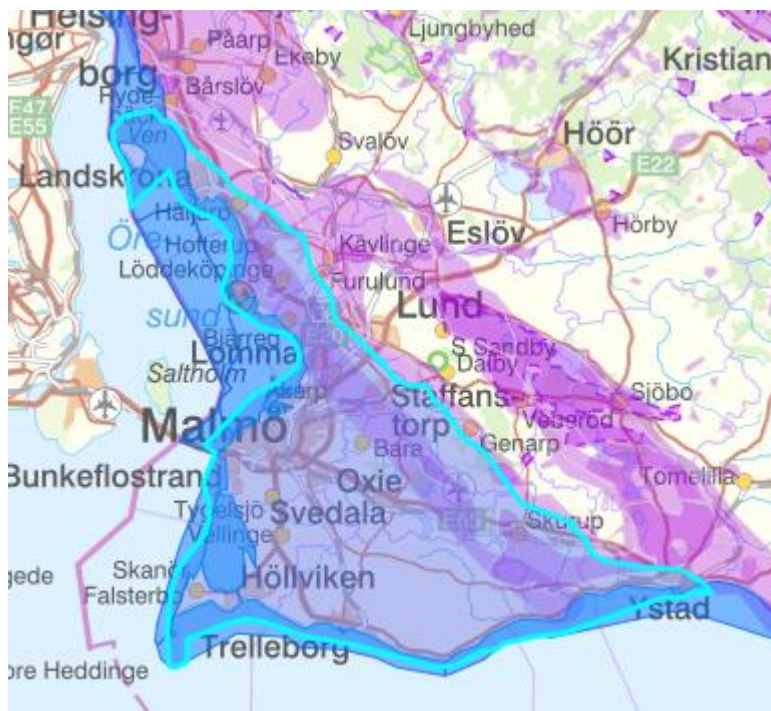 Helsing-
borg
ngør
Påarp
Ekeby
Bårslöv
Ljungbyhed
Kristian
E47
E55
Ven
Svalöv
Höör
E22
Landskrona
Hörby
Häljarp
Öre
sund
Hofterup
Kävlinge
Eslöv
Löddeköpinge
Furulund
Lund
Bjärred
Lomma
S Sandby
Dalby
Saltholm
Åkarp
Staffans-
torp
Sjöbo
Malmö
Veberöd
Bara
Genarp
Bunkeflostrand
Oxie
Tomelilla
Tygelsjö
Svedala
Vellinge
Skurup
gede
Skanör
Falsterbo
Höllviken
Ystad
Trelleborg
ore Heddinge